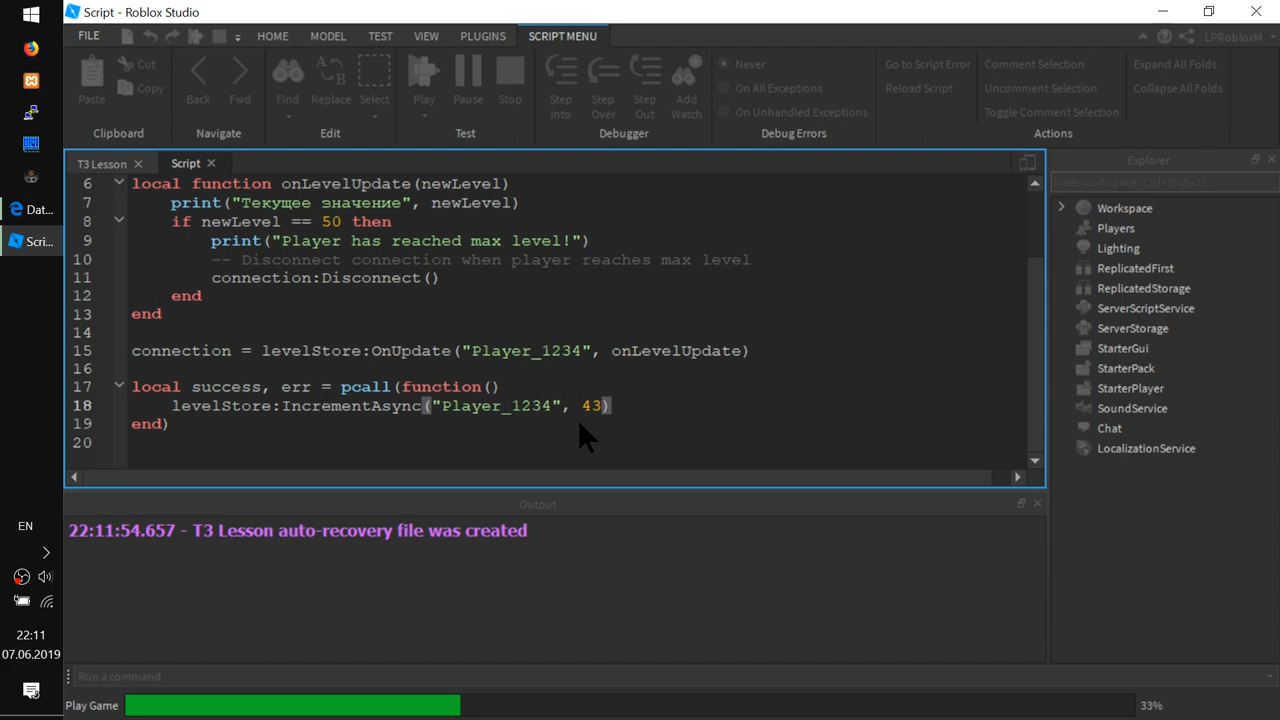 Script - Roblox Studio
FILE HOME MODEL TEST VIEW PLUGINS SCRIPT MENU LPRobloxM
Paste Cut Copy Back Fwd Find Replace Select Play Pause Stop Step Into Step Over Step Out Add Watch
Clipboard Navigate Edit Test Debugger
Never
On All Exceptions
On Unhandled Exceptions
Debug Errors
Go to Script Error Comment Selection Expand All Folds
Reload Script Uncomment Selection Collapse All Folds
Toggle Comment Selection
Actions
T3 Lesson Script
6 local function onLevelUpdate(newLevel)
7 print("Текущее значение", newLevel)
8 if newLevel == 50 then
9 print("Player has reached max level!")
10 -- Disconnect connection when player reaches max level
11 connection:Disconnect()
12 end
13 end
14
15 connection = levelStore:OnUpdate("Player_1234", onLevelUpdate)
16
17 local success, err = pcall(function()
18 levelStore:IncrementAsync("Player_1234", 43)
19 end)
20
Explorer
Filter workspace (Ctrl+Shift+X)
Workspace
Players
Lighting
ReplicatedFirst
ReplicatedStorage
ServerScriptService
ServerStorage
StarterGui
StarterPack
StarterPlayer
SoundService
Chat
LocalizationService
Output
22:11:54.657 - T3 Lesson auto-recovery file was created
Run a command
Play Game 33%
Dat...
Scri...
EN
22:11
07.06.2019